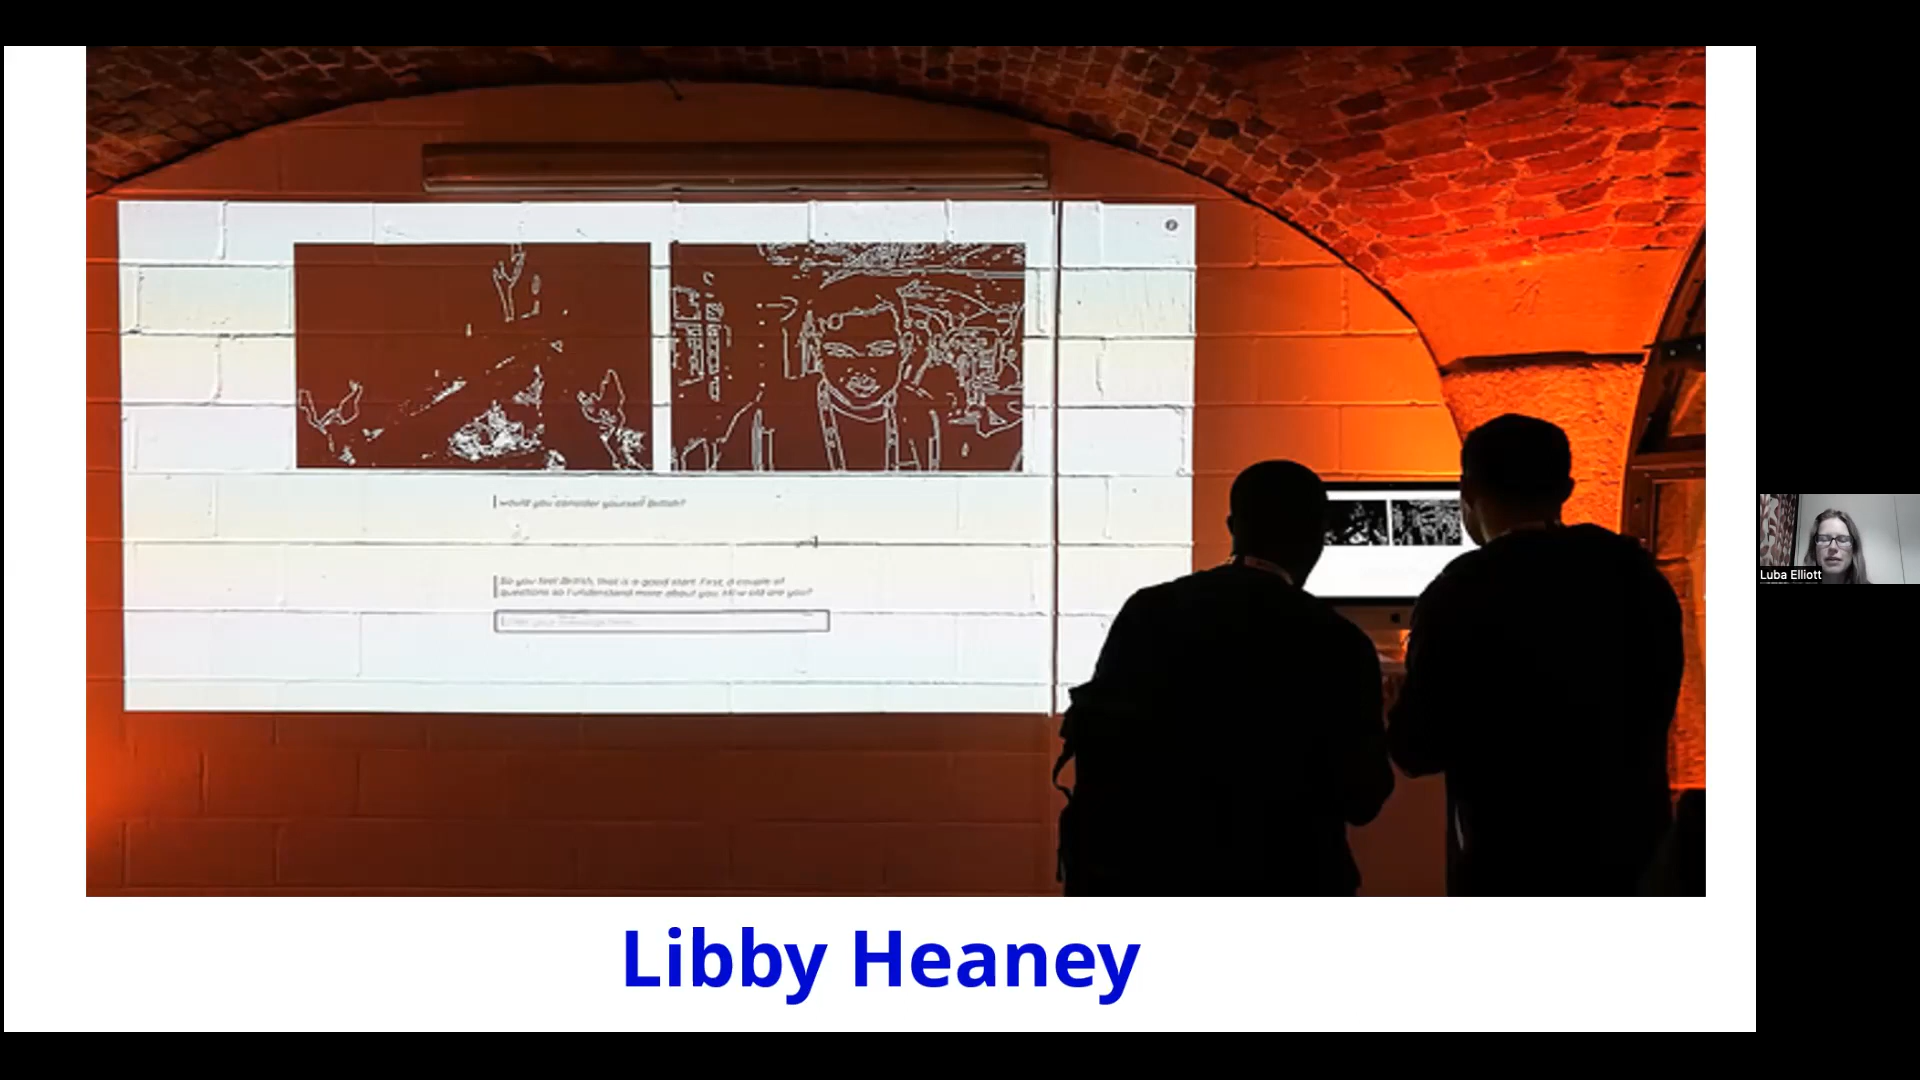 would you consider yourself British?
So you feel British, that is a good start. First, a couple of
questions so I understand more about you. How old are you?
Luba Elliott
Libby Heaney